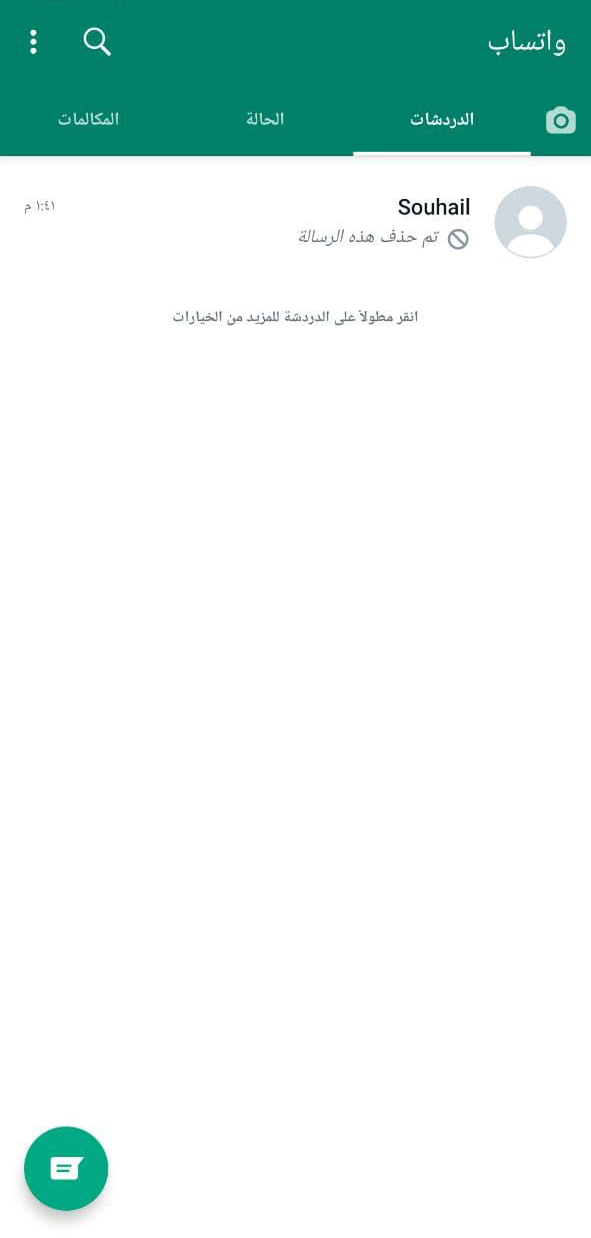 واتساب
الدردشات
الحالة
المكالمات
Souhail
١:٤١ م
تم حذف هذه الرسالة
انقر مطولاً على الدردشة للمزيد من الخيارات